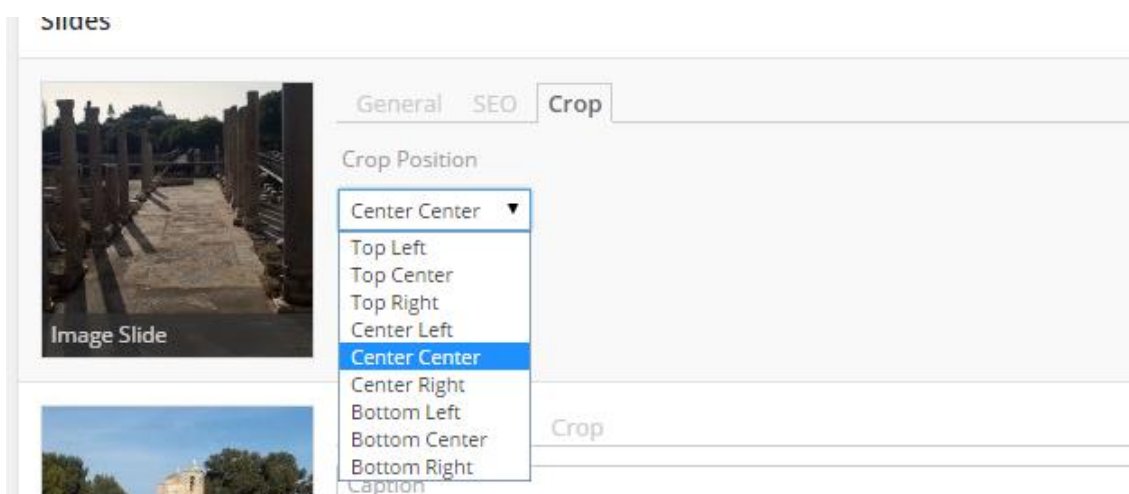 Slides
General SEO Crop
Crop Position
Center Center
Top Left
Top Center
Top Right
Center Left
Center Center
Center Right
Bottom Left
Bottom Center
Bottom Right
Image Slide
Crop
Caption